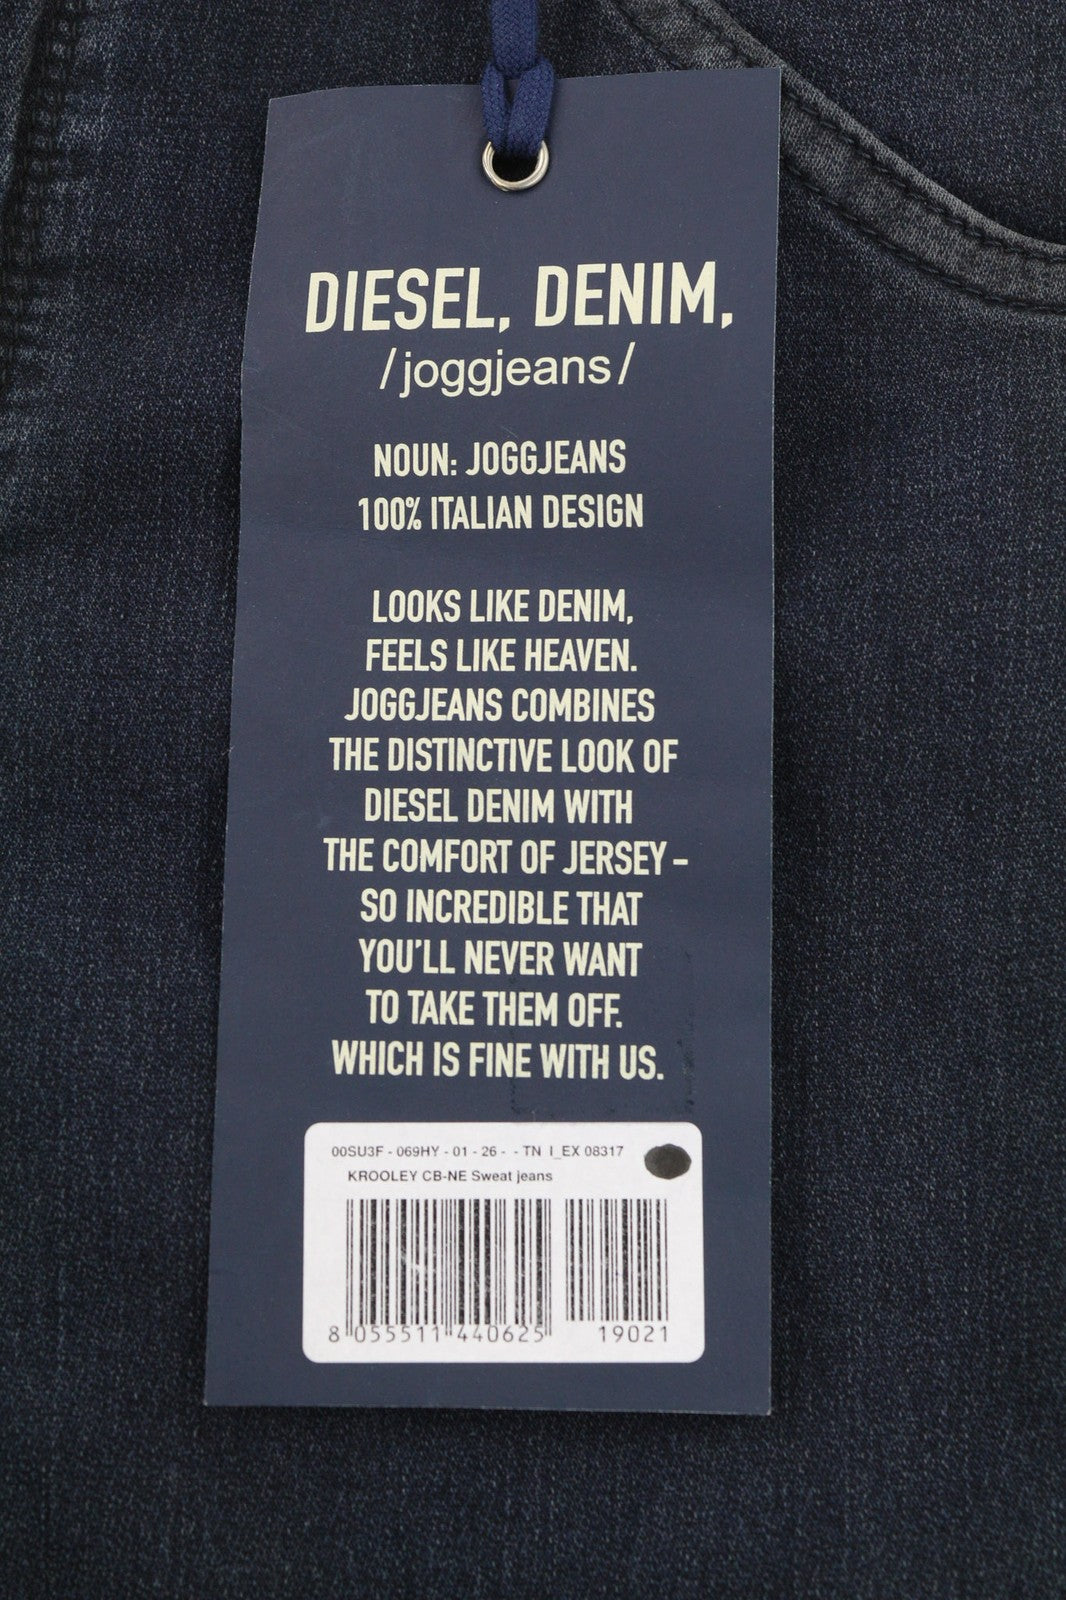 DIESEL, DENIM,
/joggjeans/
NOUN: JOGGJEANS
100% ITALIAN DESIGN
LOOKS LIKE DENIM,
FEELS LIKE HEAVEN.
JOGGJEANS COMBINES
THE DISTINCTIVE LOOK OF
DIESEL DENIM WITH
THE COMFORT OF JERSEY –
SO INCREDIBLE THAT
YOU'LL NEVER WANT
TO TAKE THEM OFF.
WHICH IS FINE WITH US.
00SU3F - 069HY - 01 - 26 - - TN I_EX 08317
KROOLEY CB-NE Sweat jeans
8 055511 440625 19021